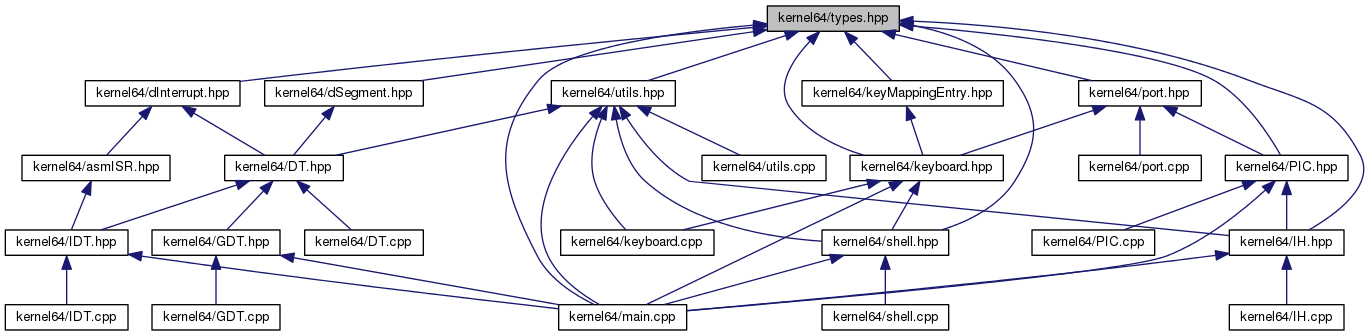 kernel64/types.hpp
kernel64/dInterrupt.hpp
kernel64/dSegment.hpp
kernel64/utils.hpp
kernel64/keyMappingEntry.hpp
kernel64/port.hpp
kernel64/asmISR.hpp
kernel64/DT.hpp
kernel64/utils.cpp
kernel64/keyboard.hpp
kernel64/port.cpp
kernel64/PIC.hpp
kernel64/IDT.hpp
kernel64/GDT.hpp
kernel64/DT.cpp
kernel64/keyboard.cpp
kernel64/shell.hpp
kernel64/PIC.cpp
kernel64/IH.hpp
kernel64/IDT.cpp
kernel64/GDT.cpp
kernel64/main.cpp
kernel64/shell.cpp
kernel64/IH.cpp